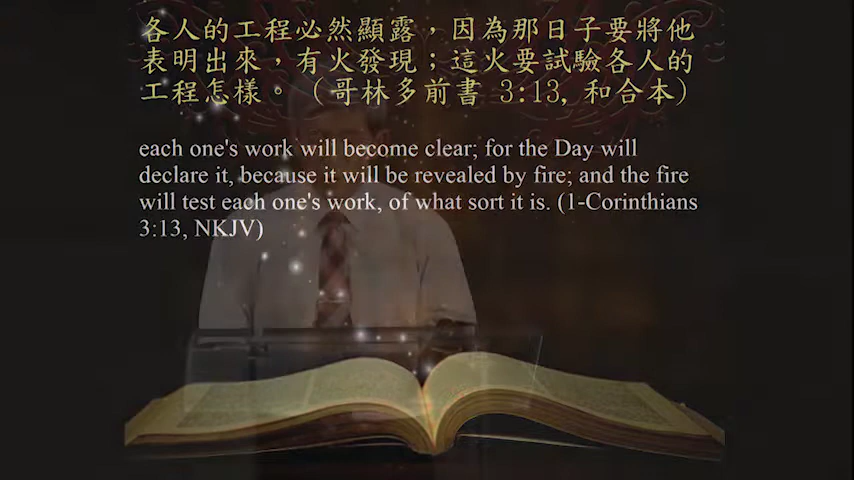 各人的工程必然顯露，因為那日子要將他
表明出來，有火發現；這火要試驗各人的
工程怎樣。（哥林多前書 3:13, 和合本）
each one's work will become clear; for the Day will
declare it, because it will be revealed by fire; and the fire
will test each one's work, of what sort it is. (1-Corinthians
3:13, NKJV)